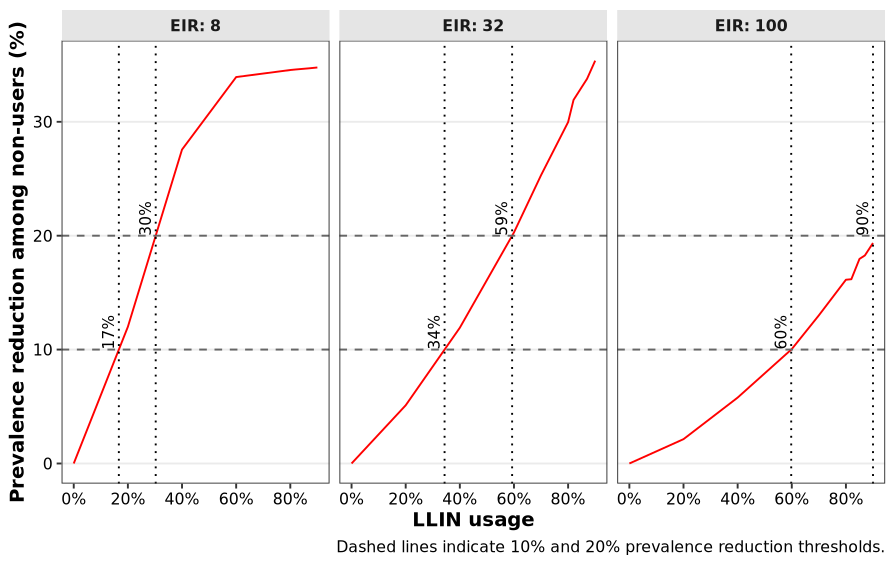 EIR: 8
EIR: 32
EIR: 100
Prevalence reduction among non-users (%)
30
20
10
0
17%
30%
34%
59%
60%
90%
0% 20% 40% 60% 80%
0% 20% 40% 60% 80%
0% 20% 40% 60% 80%
LLIN usage
Dashed lines indicate 10% and 20% prevalence reduction thresholds.